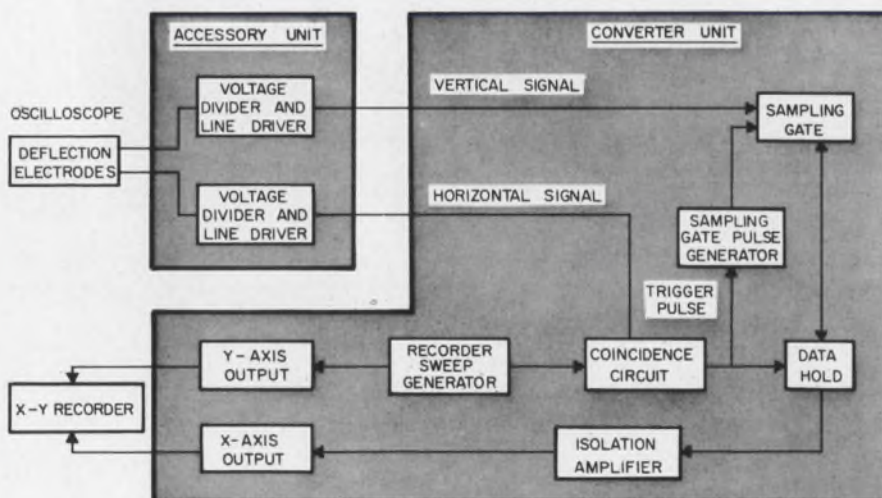 ACCESSORY UNIT
CONVERTER UNIT
VOLTAGE
DIVIDER AND
LINE DRIVER
VERTICAL SIGNAL
SAMPLING
GATE
OSCILLOSCOPE
DEFLECTION
ELECTRODES
VOLTAGE
DIVIDER AND
LINE DRIVER
HORIZONTAL SIGNAL
SAMPLING
GATE PULSE
GENERATOR
TRIGGER
PULSE
Y-AXIS
OUTPUT
RECORDER
SWEEP
GENERATOR
COINCIDENCE
CIRCUIT
DATA
HOLD
X-Y RECORDER
X-AXIS
OUTPUT
ISOLATION
AMPLIFIER